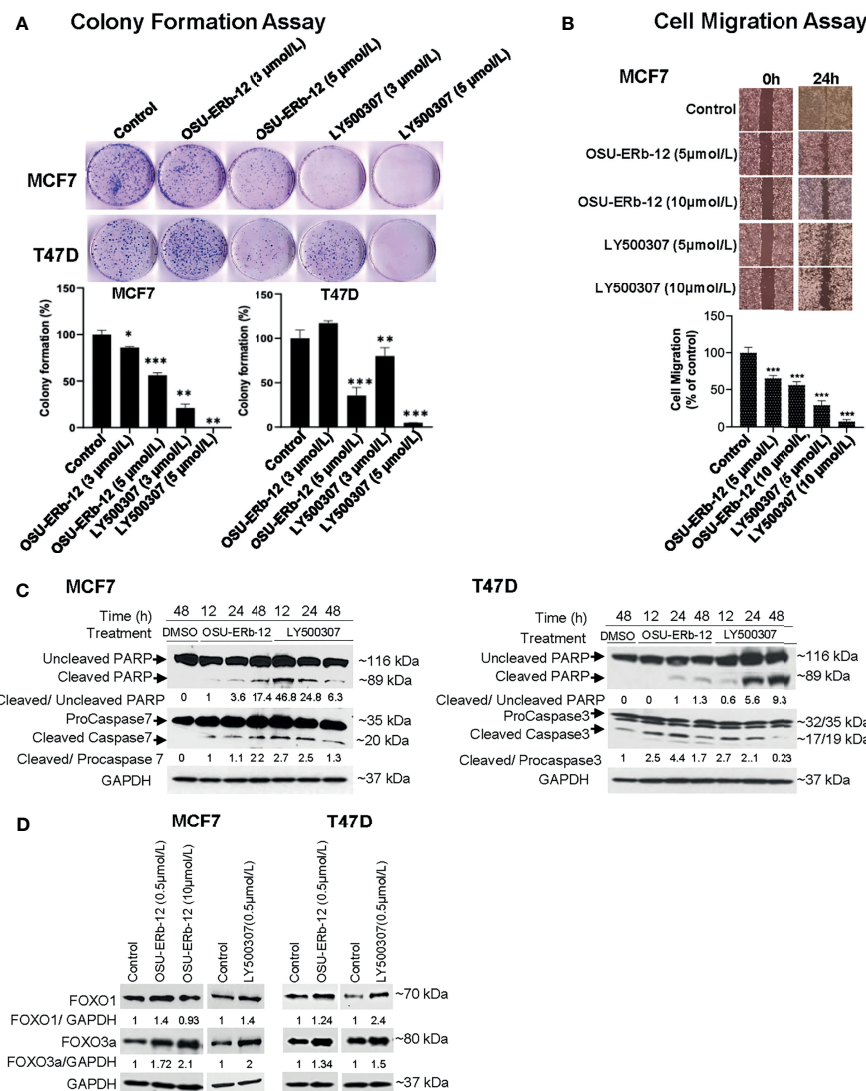 A Colony Formation Assay
Control
OSU-ERb-12 (3 µmol/L)
OSU-ERb-12 (5 µmol/L)
LY500307 (3 µmol/L)
LY500307 (5 µmol/L)
MCF7
T47D
MCF7
Colony formation (%)
150
100
50
0
* *** ** **
Control
OSU-ERb-12 (3 µmol/L)
OSU-ERb-12 (5 µmol/L)
LY500307 (3 µmol/L)
LY500307 (5 µmol/L)
T47D
Colony formation (%)
150
100
50
0
*** ** ***
Control
OSU-ERb-12 (3 µmol/L)
OSU-ERb-12 (5 µmol/L)
LY500307 (3 µmol/L)
LY500307 (5 µmol/L)
B Cell Migration Assay
MCF7 0h 24h
Control
OSU-ERb-12 (5µmol/L)
OSU-ERb-12 (10µmol/L)
LY500307 (5µmol/L)
LY500307 (10µmol/L)
Cell Migration
(% of control)
150
100
50
0
*** *** *** ***
Control
OSU-ERb-12 (5 µmol/L)
OSU-ERb-12 (10 µmol/L,
LY500307 (5 µmol/L)
LY500307 (10 µmol/L)
C MCF7
Time (h) 48 12 24 48 12 24 48
Treatment DMSO OSU-ERb-12 LY500307
Uncleaved PARP ~116 kDa
Cleaved PARP ~89 kDa
Cleaved/ Uncleaved PARP 0 1 3.6 17.4 46.8 24.8 6.3
ProCaspase7 ~35 kDa
Cleaved Caspase7 ~20 kDa
Cleaved/ Procaspase 7 0 1 1.1 22 2.7 2.5 1.3
GAPDH ~37 kDa
T47D
Time (h) 48 12 24 48 12 24 48
Treatment DMSO OSU-ERb-12 LY500307
Uncleaved PARP ~116 kDa
Cleaved PARP ~89 kDa
Cleaved/ Uncleaved PARP 0 0 1 1.3 0.6 5.6 9.3
ProCaspase3 ~32/35 kDa
Cleaved Caspase3 ~17/19 kDa
Cleaved/ Procaspase3 1 2.5 4.4 1.7 2.7 2..1 0.23
GAPDH ~37 kDa
D MCF7 T47D
Control
OSU-ERb-12 (0.5µmol/L)
OSU-ERb-12 (10µmol/L)
Control
LY500307(0.5µmol/L)
Control
OSU-ERb-12 (0.5µmol/L)
Control
LY500307(0.5µmol/L)
FOXO1 ~70 kDa
FOXO1/ GAPDH 1 1.4 0.93 1 1.4 1 1.24 1 2.4
FOXO3a ~80 kDa
FOXO3a/GAPDH 1 1.72 2.1 1 2 1 1.34 1 1.5
GAPDH ~37 kDa